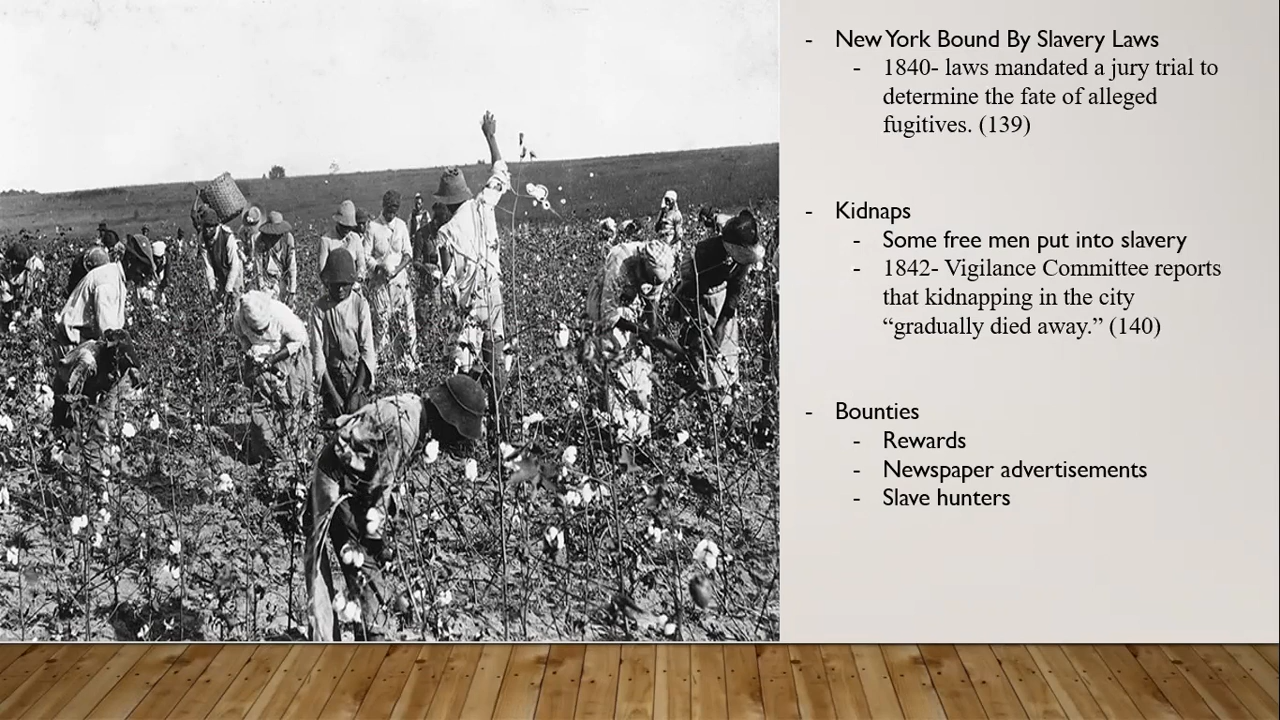 - New York Bound By Slavery Laws
- 1840- laws mandated a jury trial to
determine the fate of alleged
fugitives. (139)
- Kidnaps
- Some free men put into slavery
- 1842- Vigilance Committee reports
that kidnapping in the city
“gradually died away.” (140)
- Bounties
- Rewards
- Newspaper advertisements
- Slave hunters